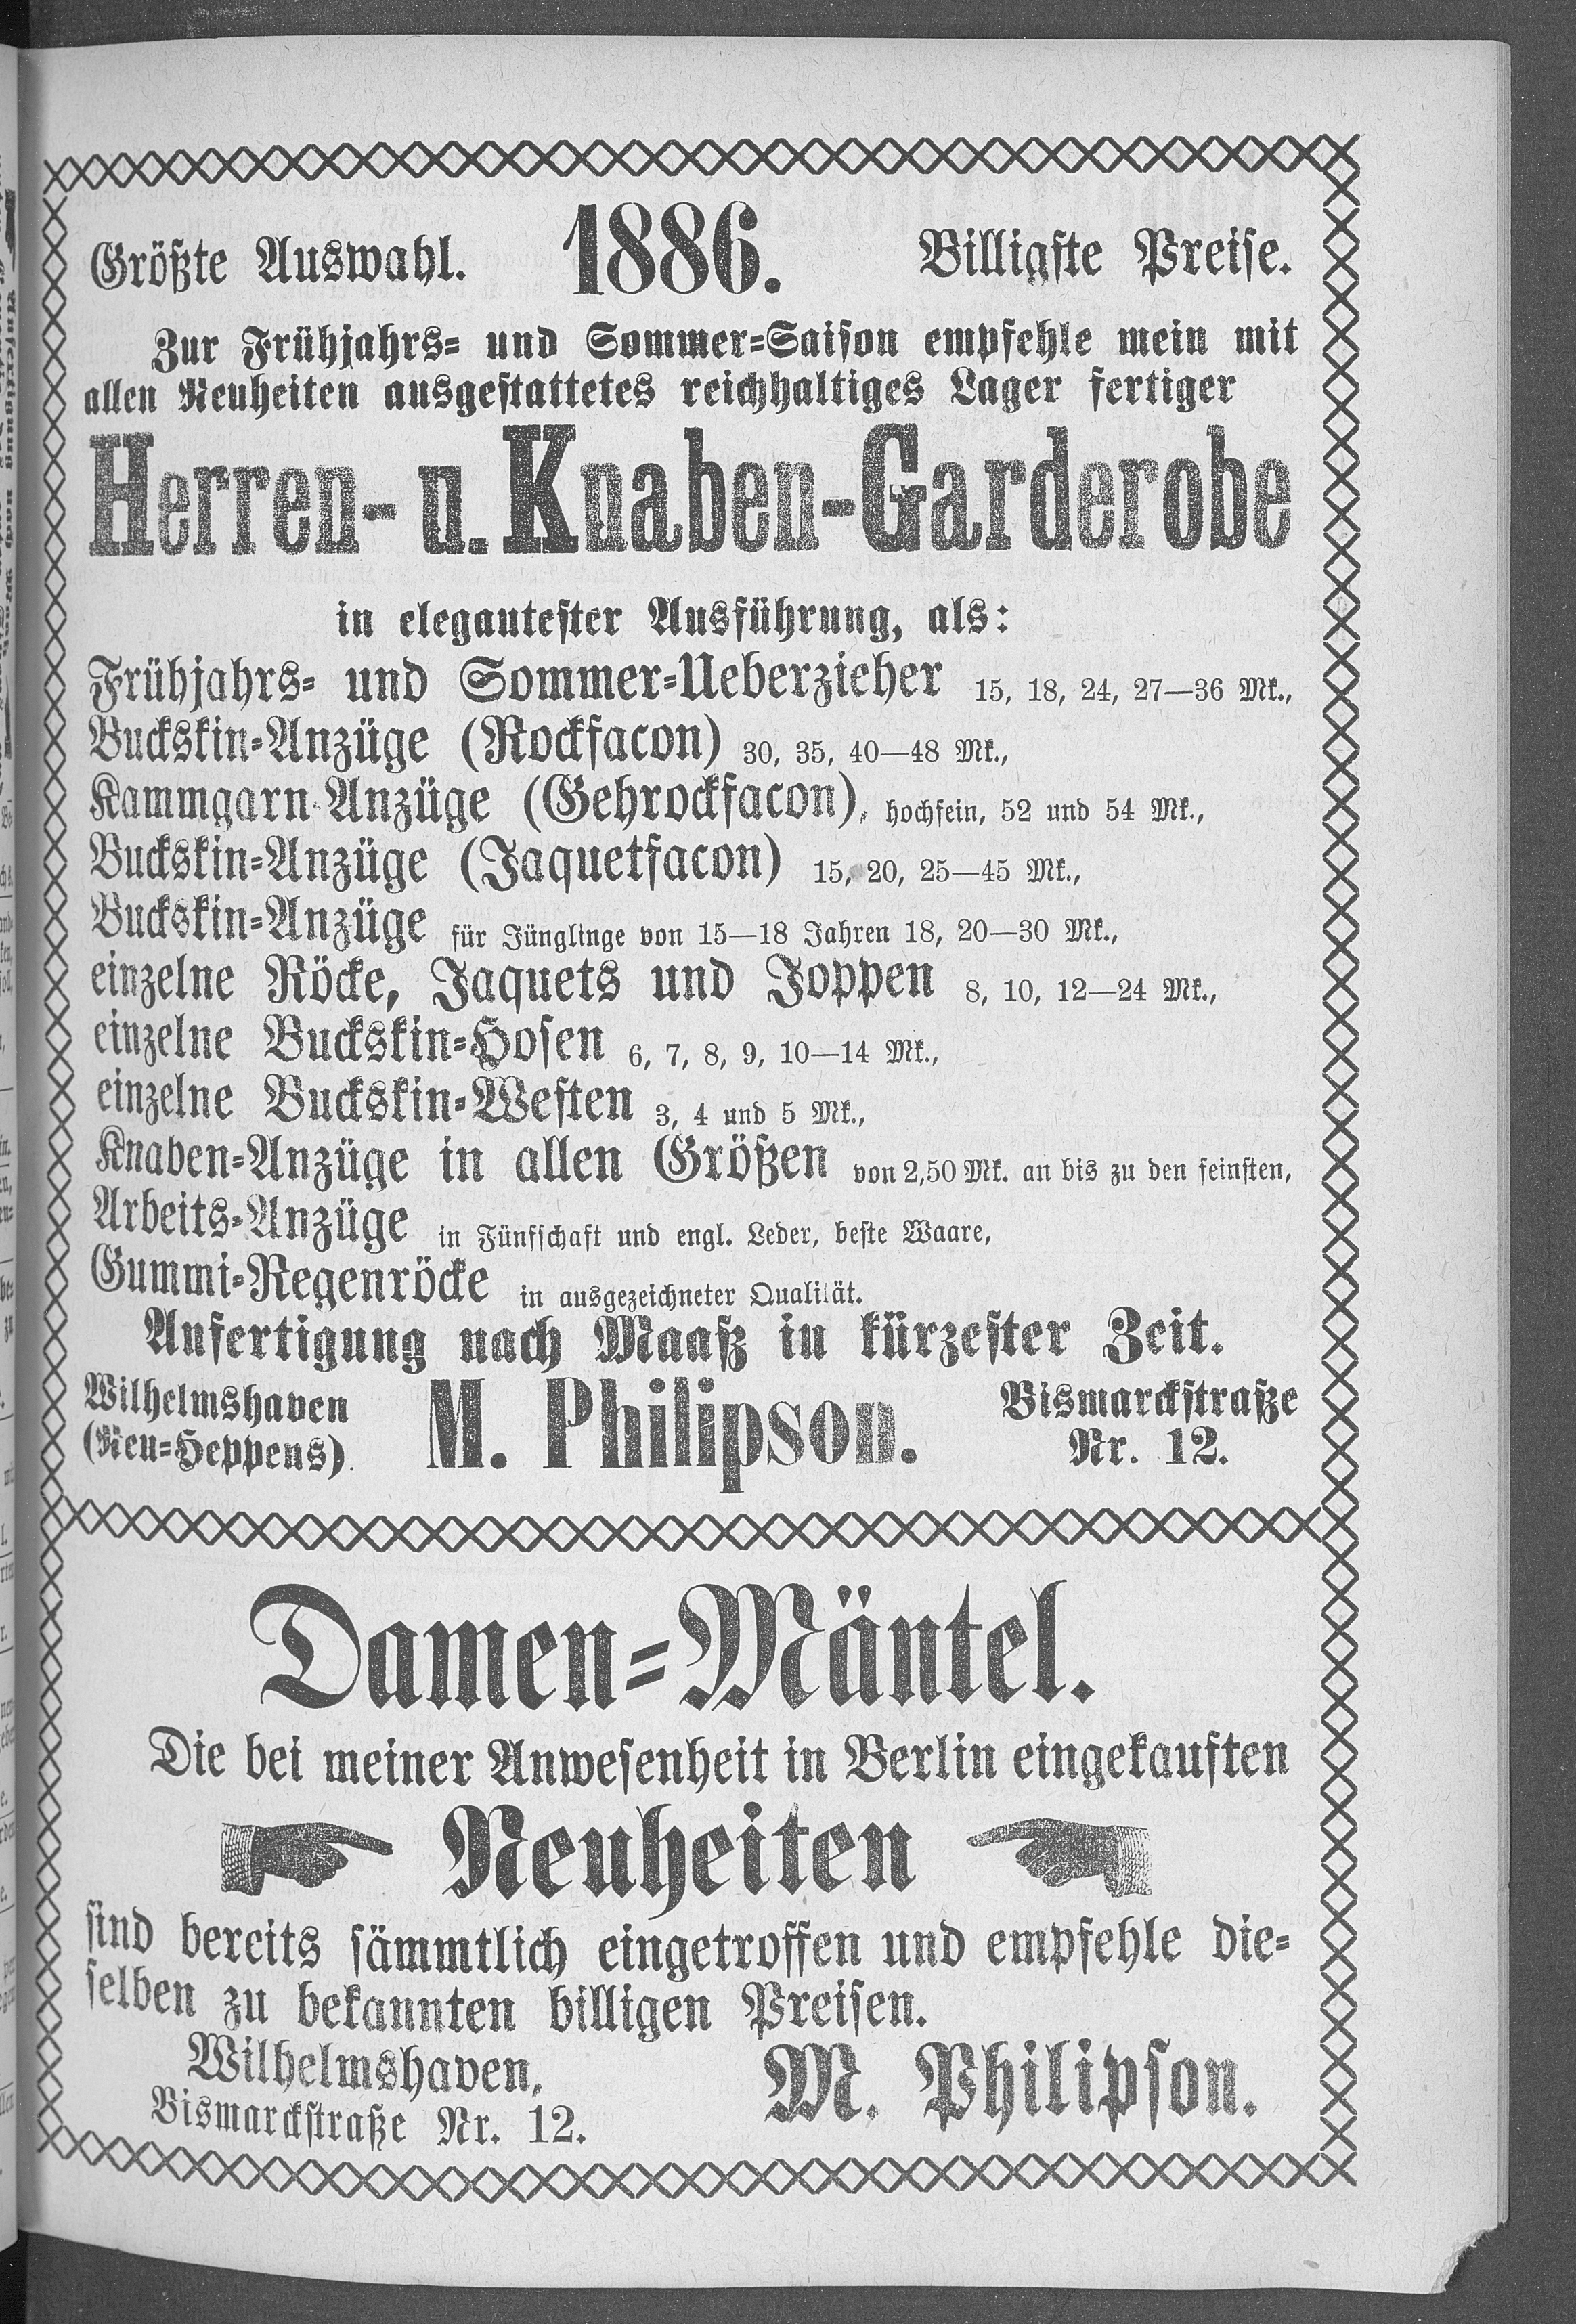 Größte Auswahl. 1886. Billigste Preise.
Zur Frühjahrs- und Sommer-Saison empfehle mein mit
allen Neuheiten ausgestattetes reichhaltiges Lager fertiger
Herren- u. Knaben-Garderobe
in elegantester Ausführung, als:
Frühjahrs- und Sommer-Ueberzieher 15, 18, 24, 27—36 Mk.,
Buckskin-Anzüge (Rockfacon) 30, 35, 40—48 Mk.,
Kammgarn-Anzüge (Gehrockfacon), hochfein, 52 und 54 Mk.,
Buckskin-Anzüge (Jaquetfacon) 15, 20, 25—45 Mk.,
Buckskin-Anzüge für Jünglinge von 15—18 Jahren 18, 20—30 Mk.,
einzelne Röcke, Jaquets und Joppen 8, 10, 12—24 Mk.,
einzelne Buckskin-Hosen 6, 7, 8, 9, 10—14 Mk.,
einzelne Buckskin-Westen 3, 4 und 5 Mk.,
Knaben-Anzüge in allen Größen von 2,50 Mk. an bis zu den feinsten,
Arbeits-Anzüge in Fünfschaft und engl. Leder, beste Waare,
Gummi-Regenröcke in ausgezeichneter Qualität.
Anfertigung nach Maaß in kürzester Zeit.
Wilhelmshaven
(Neu-Heppens).
M. Philipson.
Bismarckstraße
Nr. 12.
Damen-Mäntel.
Die bei meiner Anwesenheit in Berlin eingekauften
Neuheiten
sind bereits sämmtlich eingetroffen und empfehle die-
selben zu bekannten billigen Preisen.
Wilhelmshaven,
Bismarckstraße Nr. 12.
M. Philipson.